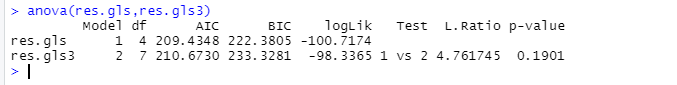 > anova(res.gls,res.gls3)
         Model df      AIC      BIC    logLik   Test  L.Ratio p-value
res.gls      1  4 209.4348 222.3805 -100.7174
res.gls3     2  7 210.6730 233.3281  -98.3365 1 vs 2 4.761745  0.1901
>